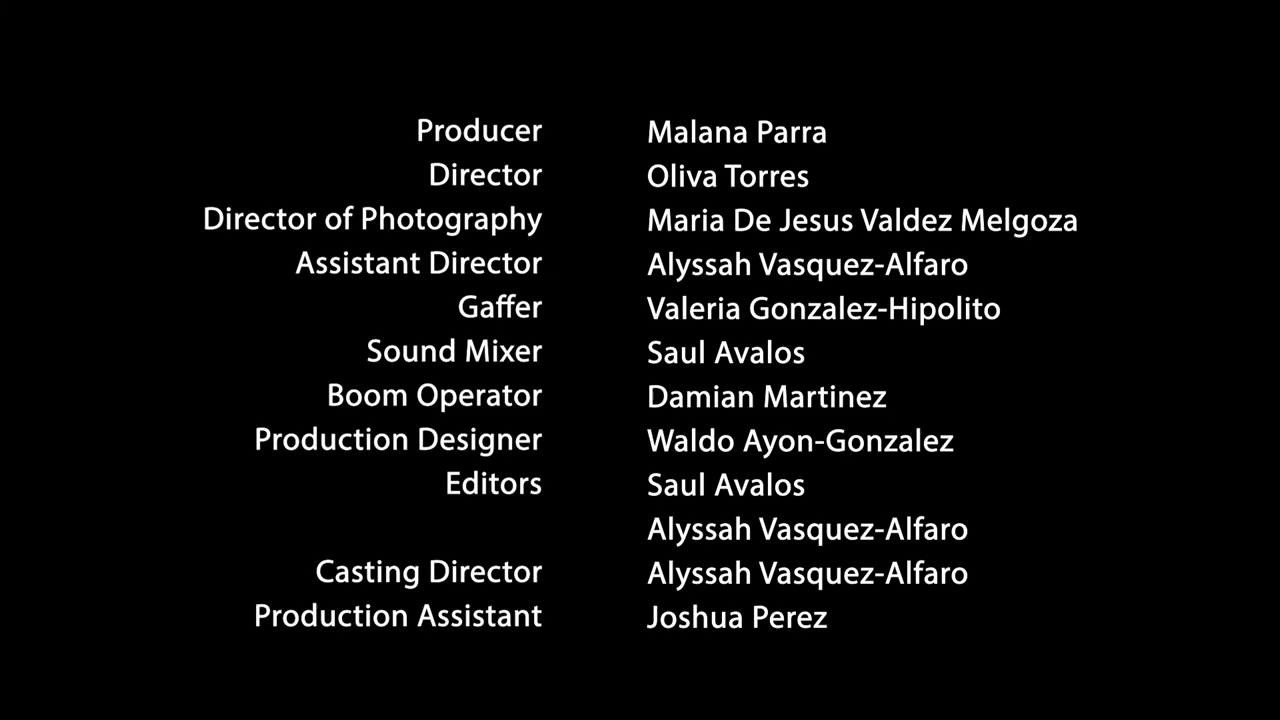 Producer Malana Parra
Director Oliva Torres
Director of Photography Maria De Jesus Valdez Melgoza
Assistant Director Alyssah Vasquez-Alfaro
Gaffer Valeria Gonzalez-Hipolito
Sound Mixer Saul Avalos
Boom Operator Damian Martinez
Production Designer Waldo Ayon-Gonzalez
Editors Saul Avalos
Alyssah Vasquez-Alfaro
Casting Director Alyssah Vasquez-Alfaro
Production Assistant Joshua Perez